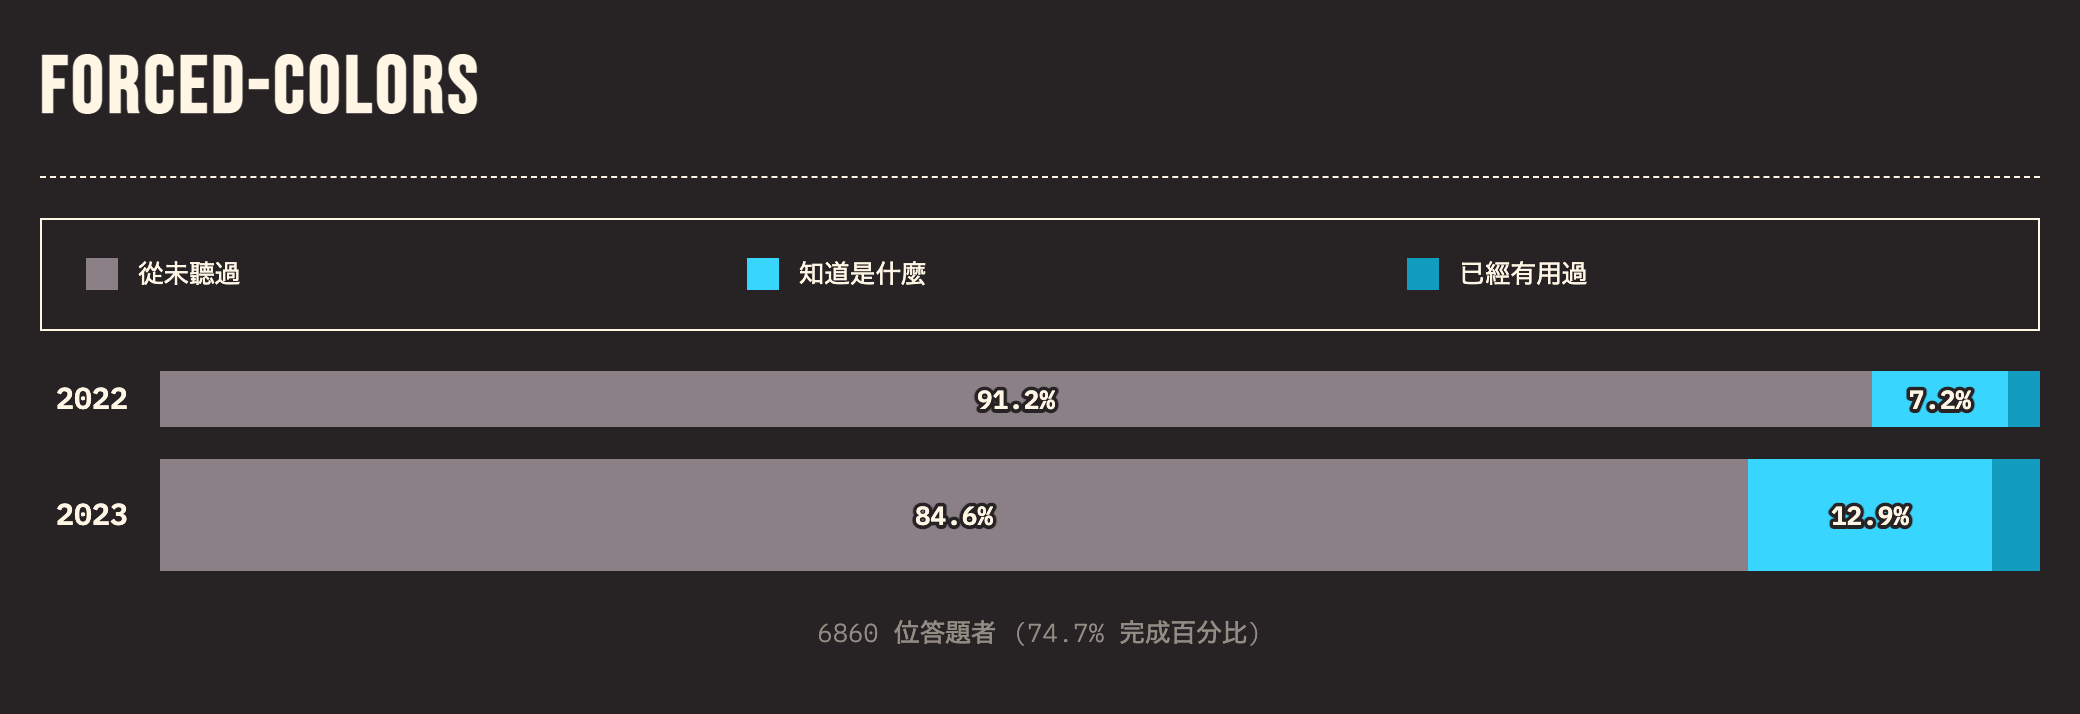 FORCED-COLORS
從未聽過 知道是什麼 已經有用過
2022 91.2% 7.2%
2023 84.6% 12.9%
6860 位答題者 (74.7% 完成百分比)